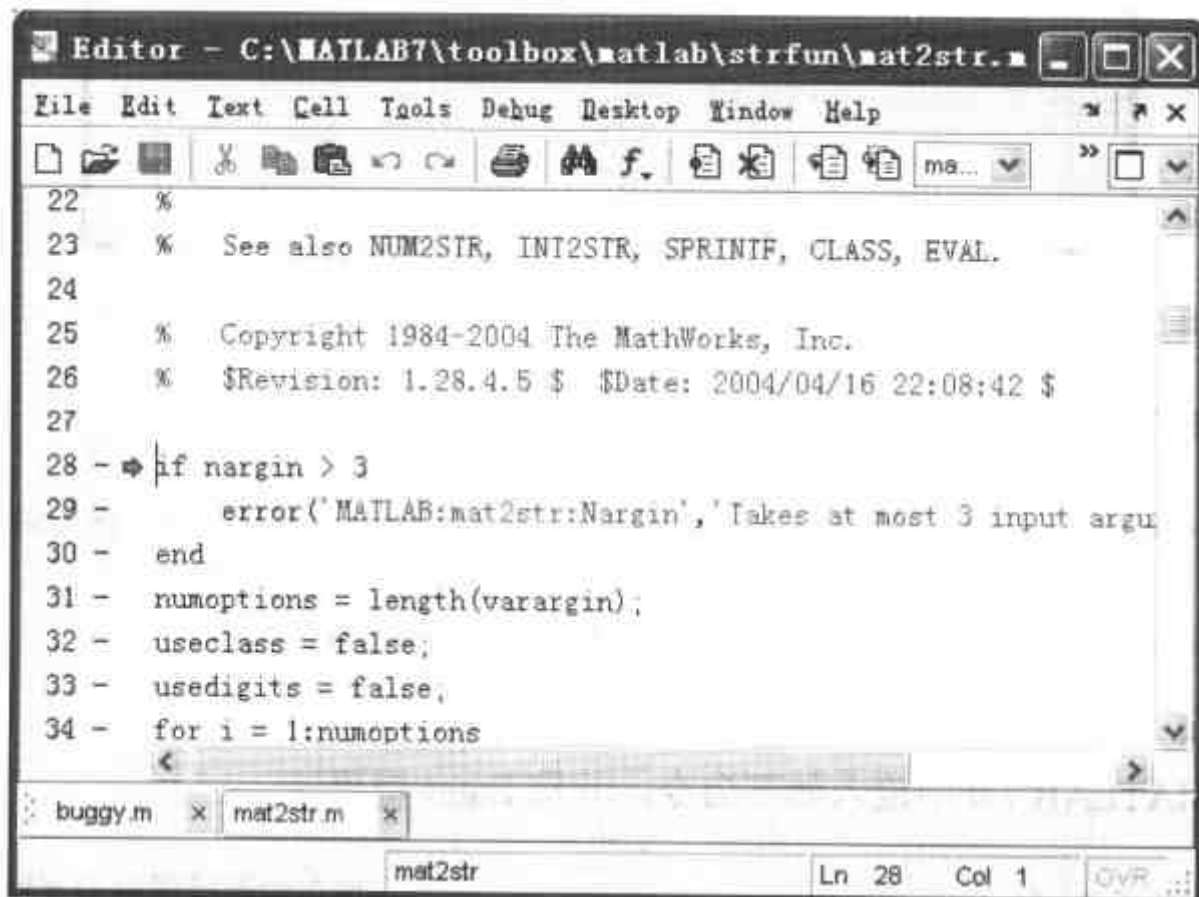 Editor - C:\MATLAB7\toolbox\matlab\strfun\mat2str.m
File Edit Text Cell Tools Debug Desktop Window Help
ma...
22 %
23 % See also NUM2STR, INT2STR, SPRINTF, CLASS, EVAL.
24
25 % Copyright 1984-2004 The MathWorks, Inc.
26 % $Revision: 1.28.4.5 $ $Date: 2004/04/16 22:08:42 $
27
28 - if nargin > 3
29 - error('MATLAB:mat2str:Nargin','Takes at most 3 input argu
30 - end
31 - numoptions = length(varargin);
32 - useclass = false;
33 - usedigits = false;
34 - for i = 1:numoptions
buggy.m mat2str.m
mat2str Ln 28 Col 1 OVR